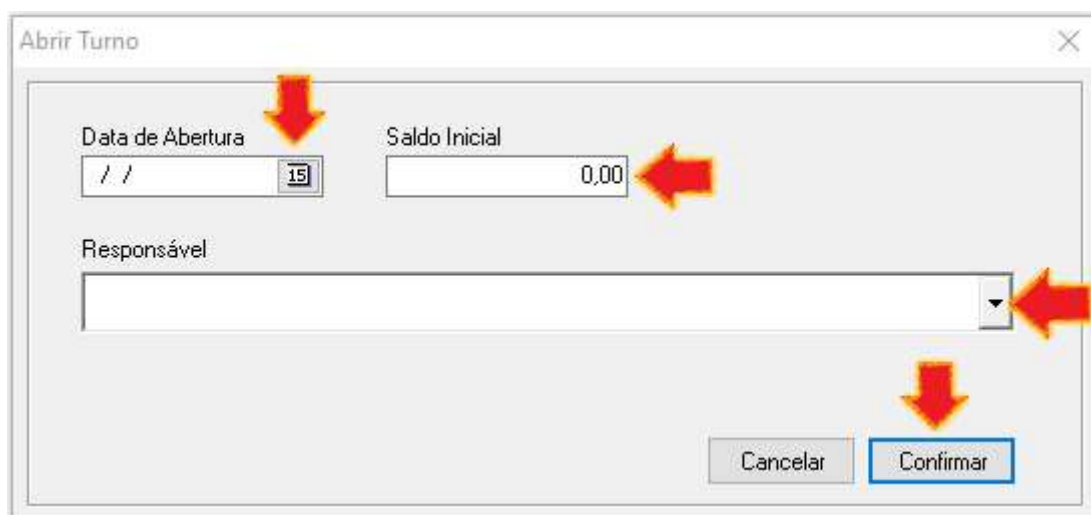 Abrir Turno
Data de Abertura Saldo Inicial
/ / 15 0,00
Responsável
Cancelar Confirmar